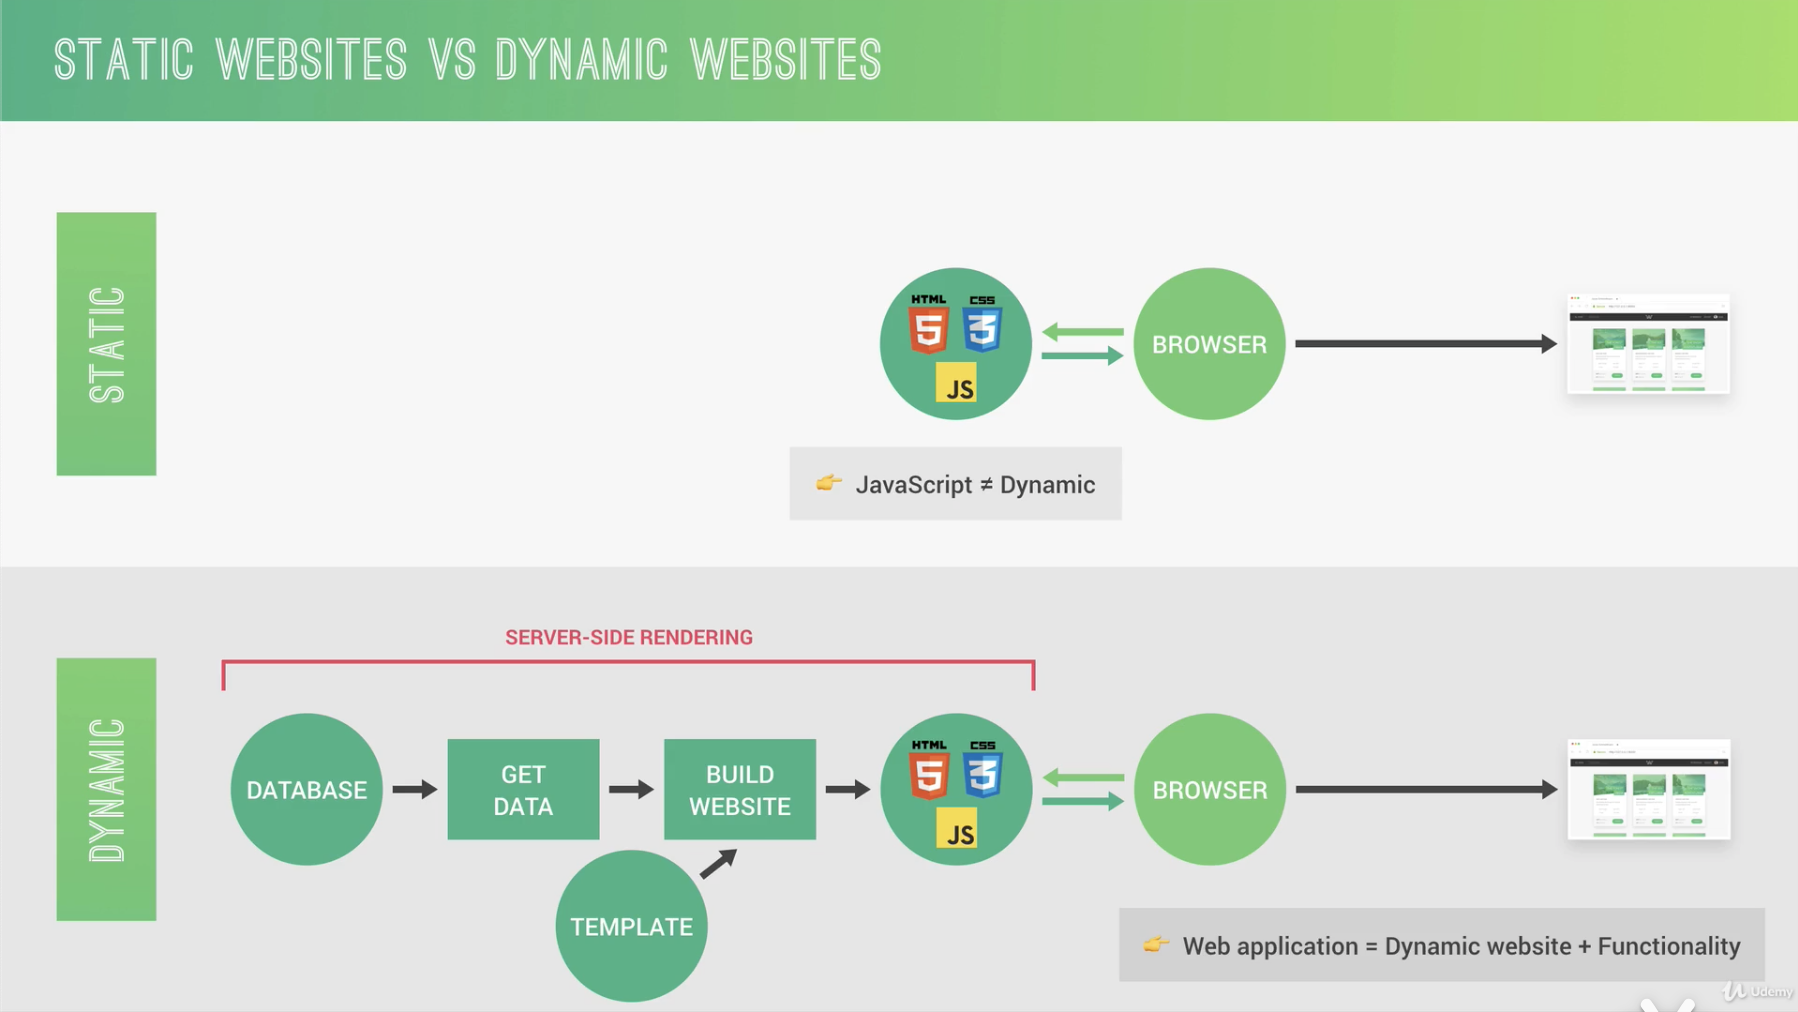 STATIC WEBSITES VS DYNAMIC WEBSITES
STATIC
HTML
CSS
5
3
JS
BROWSER
JavaScript ≠ Dynamic
SERVER-SIDE RENDERING
DYNAMIC
DATABASE
GET
DATA
BUILD
WEBSITE
TEMPLATE
HTML
CSS
5
3
JS
BROWSER
Web application = Dynamic website + Functionality
Udemy